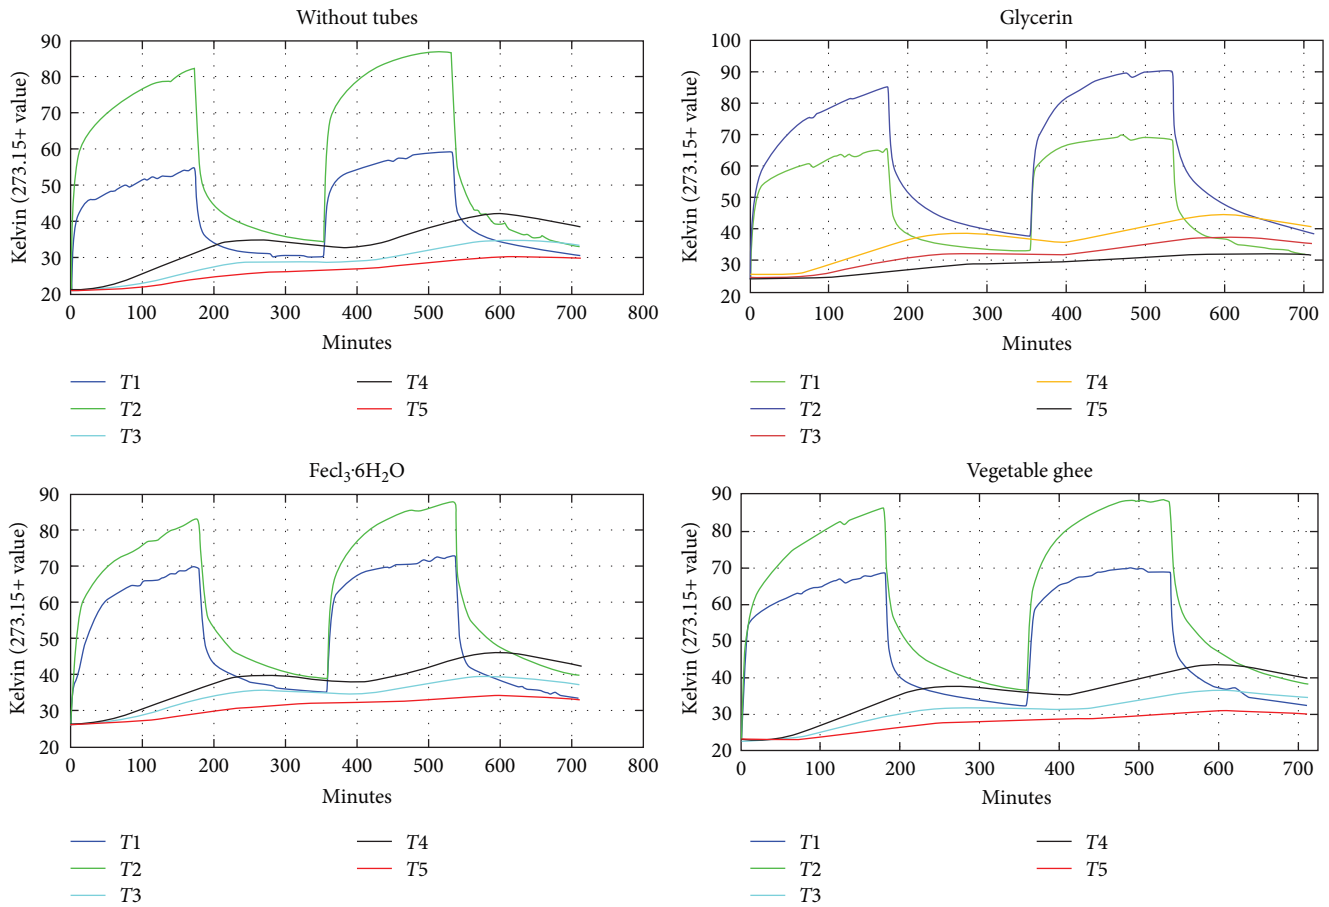 Without tubes
90
80
70
60
50
40
30
20
0 100 200 300 400 500 600 700 800
Kelvin (273.15+ value)
Minutes
T1 T4
T2 T5
T3
Glycerin
100
90
80
70
60
50
40
30
20
0 100 200 300 400 500 600 700
Kelvin (273.15+ value)
Minutes
T1 T4
T2 T5
T3
Fecl₃·6H₂O
90
80
70
60
50
40
30
20
0 100 200 300 400 500 600 700 800
Kelvin (273.15+ value)
Minutes
T1 T4
T2 T5
T3
Vegetable ghee
90
80
70
60
50
40
30
20
0 100 200 300 400 500 600 700
Kelvin (273.15+ value)
Minutes
T1 T4
T2 T5
T3